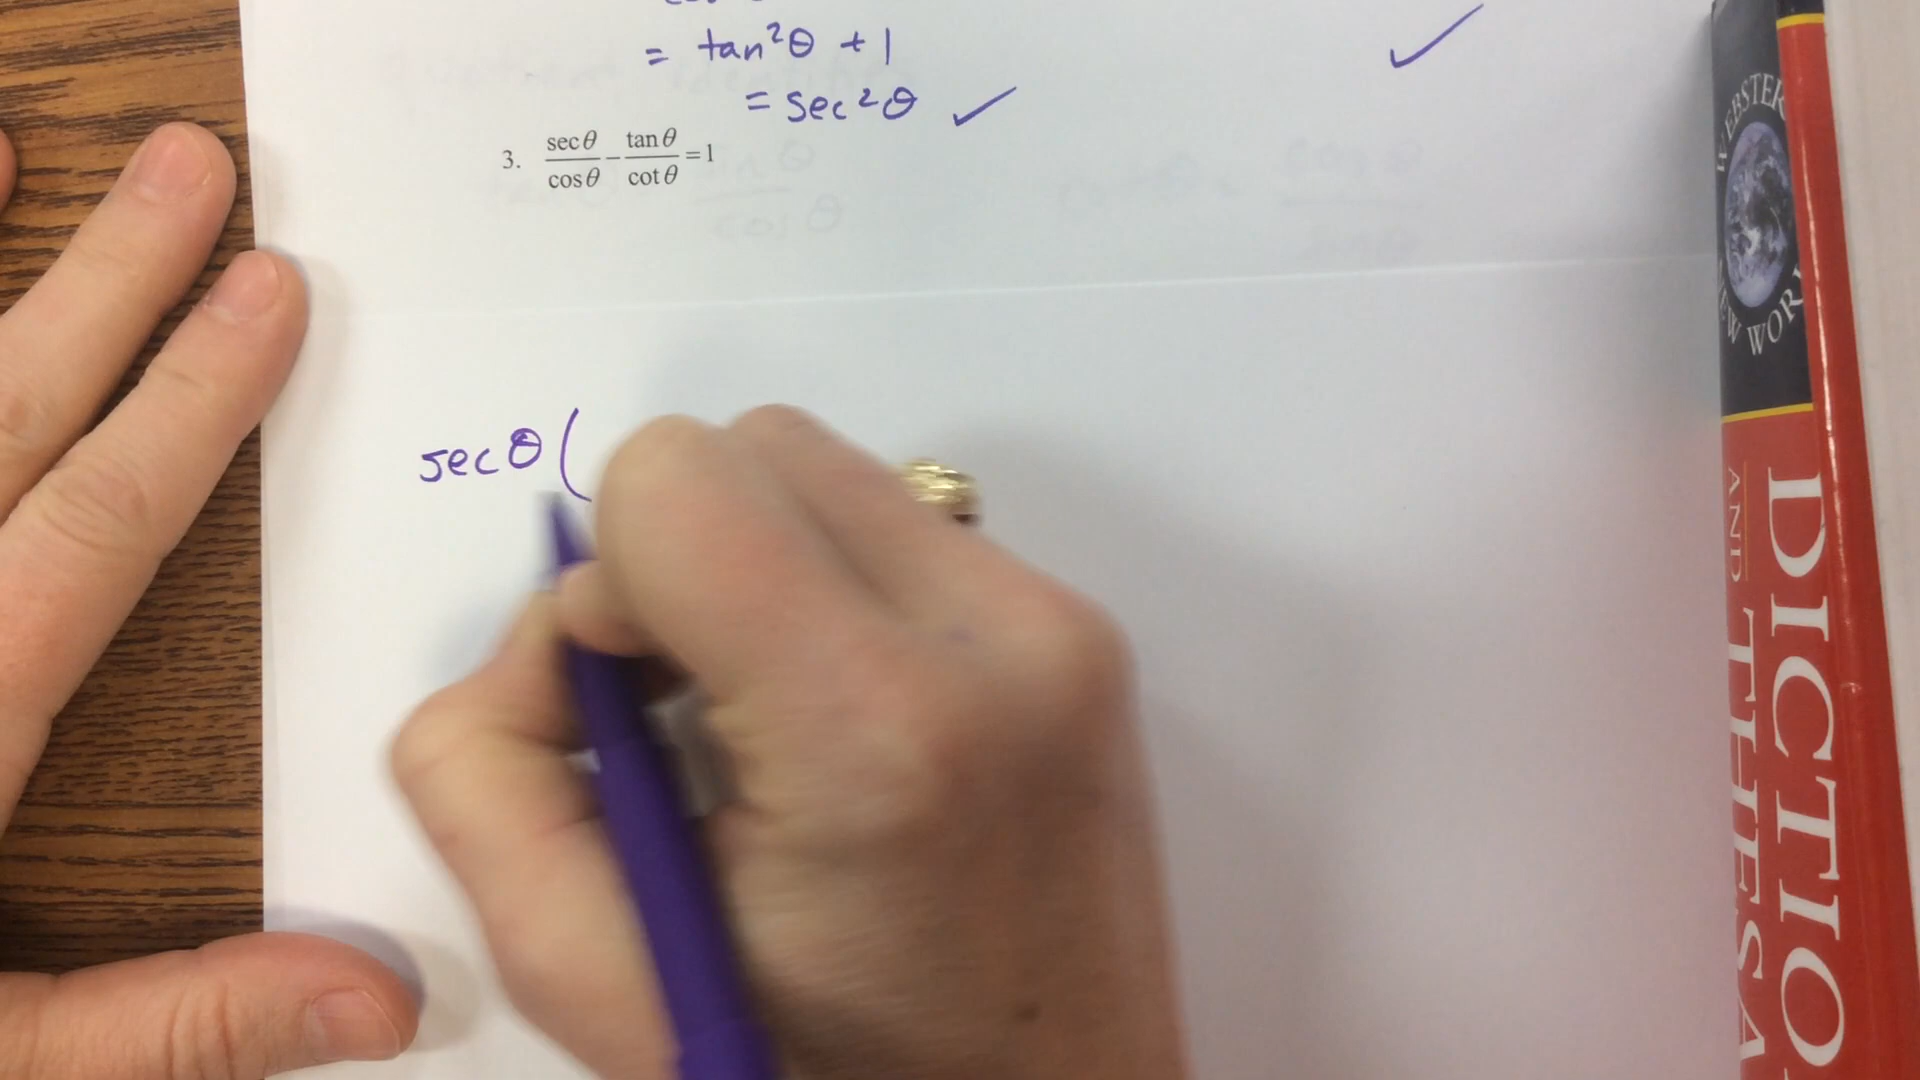 = tan²θ + 1
= sec²θ ✓
✓
3. secθ/cosθ − tanθ/cotθ = 1
secθ (
WEBSTER'S
NEW WORLD
DICTIO
AND THESA